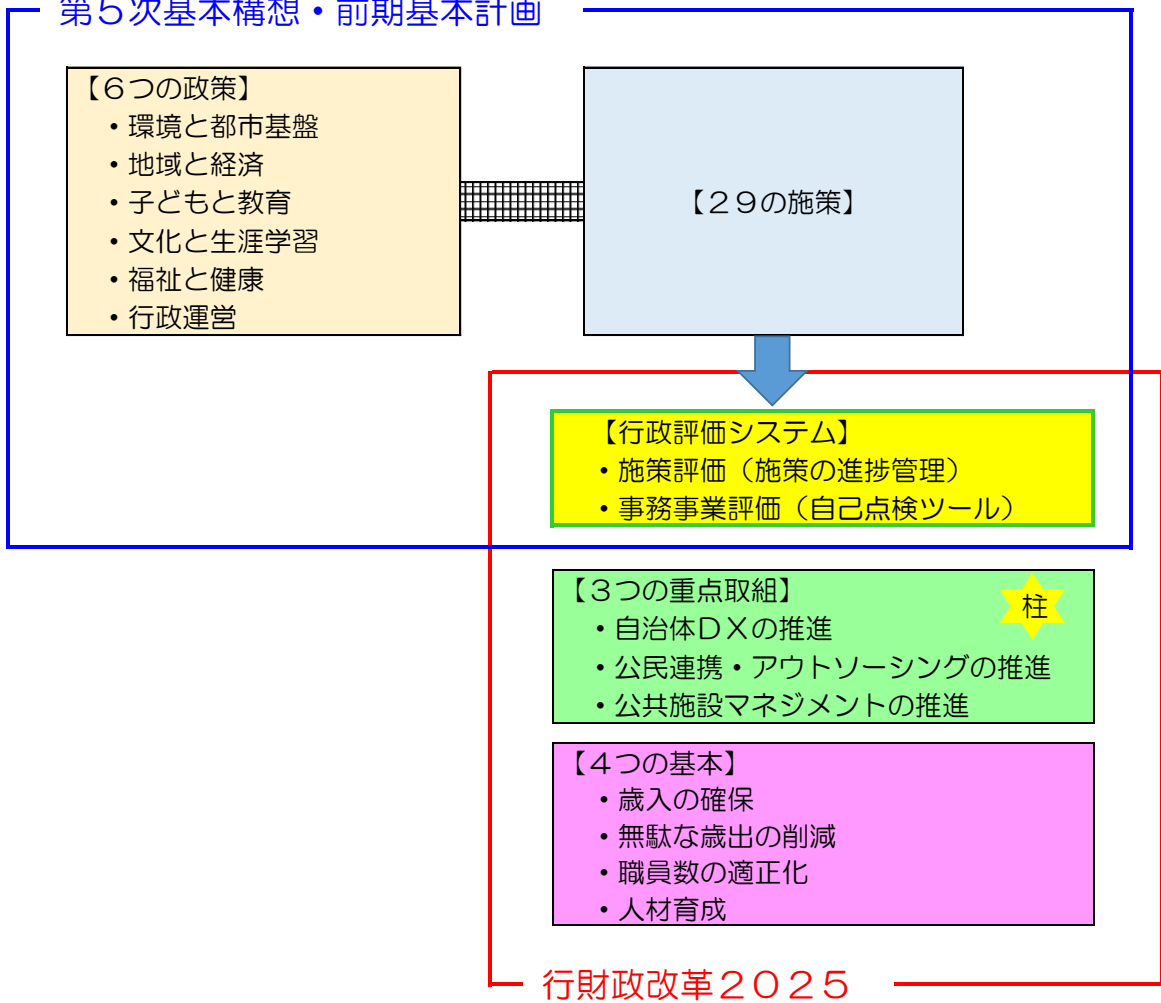 第5次基本構想・前期基本計画
【6つの政策】
・環境と都市基盤
・地域と経済
・子どもと教育
・文化と生涯学習
・福祉と健康
・行政運営
【29の施策】
【行政評価システム】
・施策評価（施策の進捗管理）
・事務事業評価（自己点検ツール）
【3つの重点取組】
柱
・自治体DXの推進
・公民連携・アウトソーシングの推進
・公共施設マネジメントの推進
【4つの基本】
・歳入の確保
・無駄な歳出の削減
・職員数の適正化
・人材育成
行財政改革2025